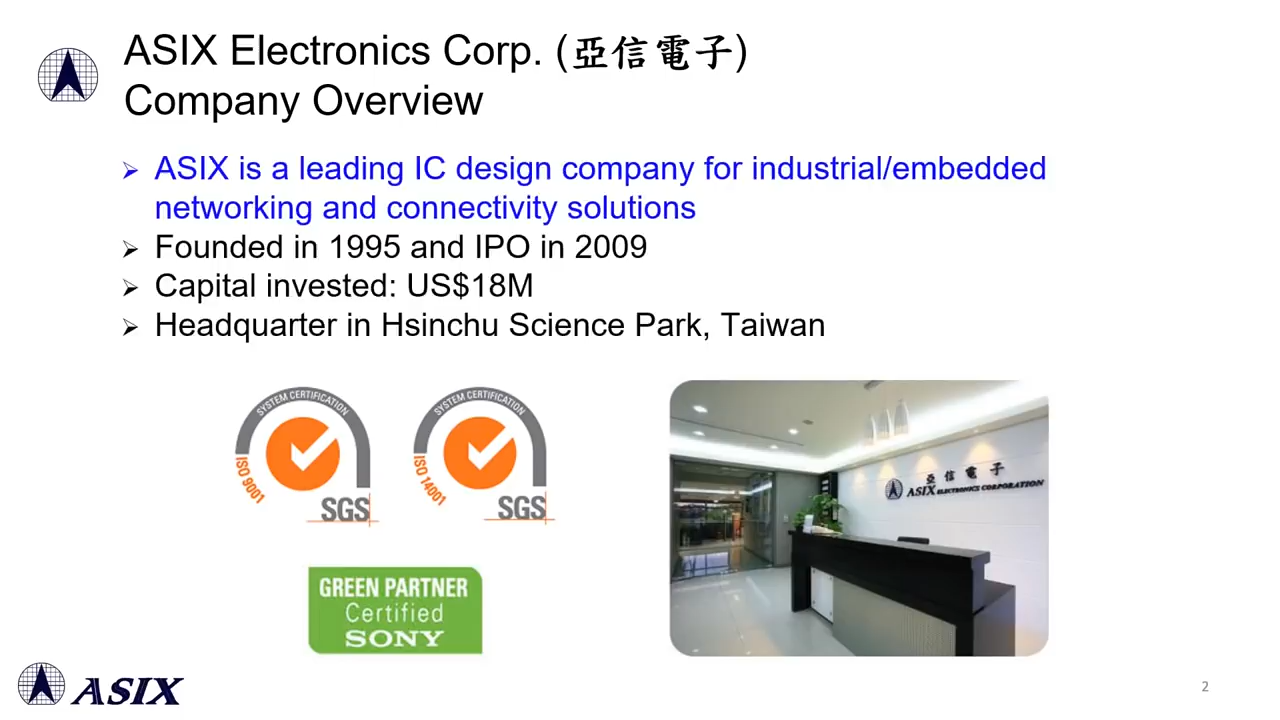 ASIX Electronics Corp. (亞信電子)
Company Overview
ASIX is a leading IC design company for industrial/embedded
networking and connectivity solutions
Founded in 1995 and IPO in 2009
Capital invested: US$18M
Headquarter in Hsinchu Science Park, Taiwan
SYSTEM CERTIFICATION
ISO 9001
SGS
SYSTEM CERTIFICATION
ISO 14001
SGS
亞信電子
ASIX ELECTRONICS CORPORATION
GREEN PARTNER
Certified
SONY
ASIX
2